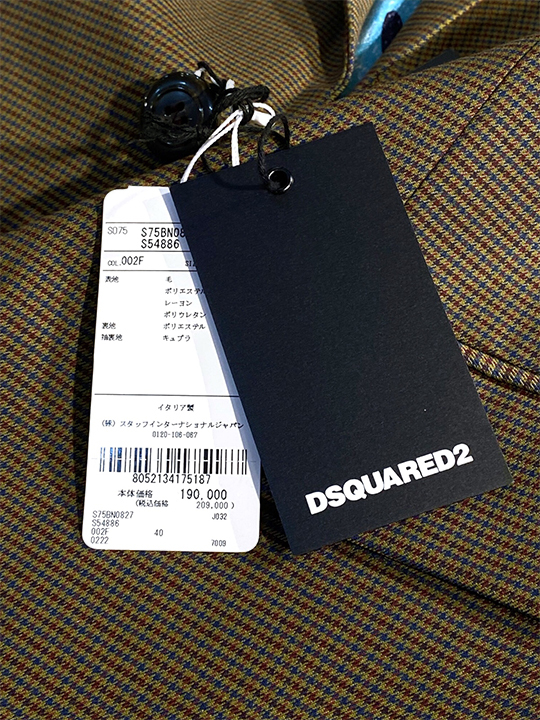 S075 S75BN08
S54886
COL.002F SI
表地 毛
ポリエステル
レーヨン
ポリウレタン
裏地 ポリエステル
袖裏地 キュプラ
イタリア製
(株)スタッフインターナショナルジャパン
0120-106-067
8052134175187
本体価格 190,000
(税込価格 209,000)
S75BN0827 J032
S54886
002F 40
0222 7009
DSQUARED2